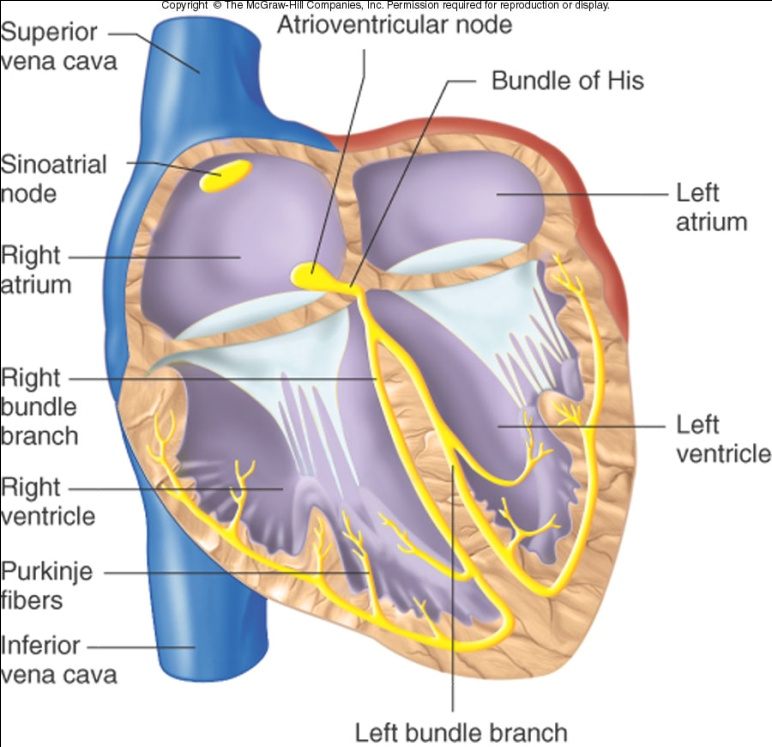 Copyright © The McGraw-Hill Companies, Inc. Permission required for reproduction or display.
Atrioventricular node
Superior
vena cava
Bundle of His
Sinoatrial
node
Left
atrium
Right
atrium
Right
bundle
branch
Left
ventricle
Right
ventricle
Purkinje
fibers
Inferior
vena cava
Left bundle branch